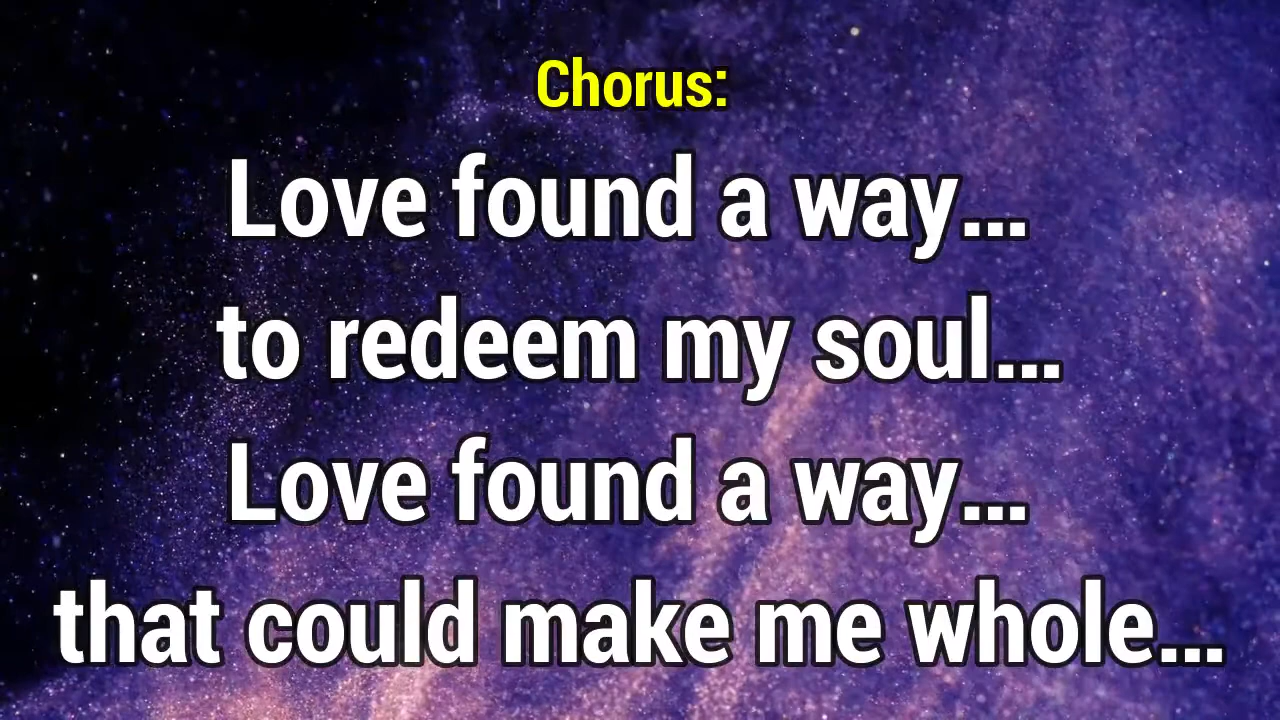 Chorus:
Love found a way...
to redeem my soul...
Love found a way...
that could make me whole...